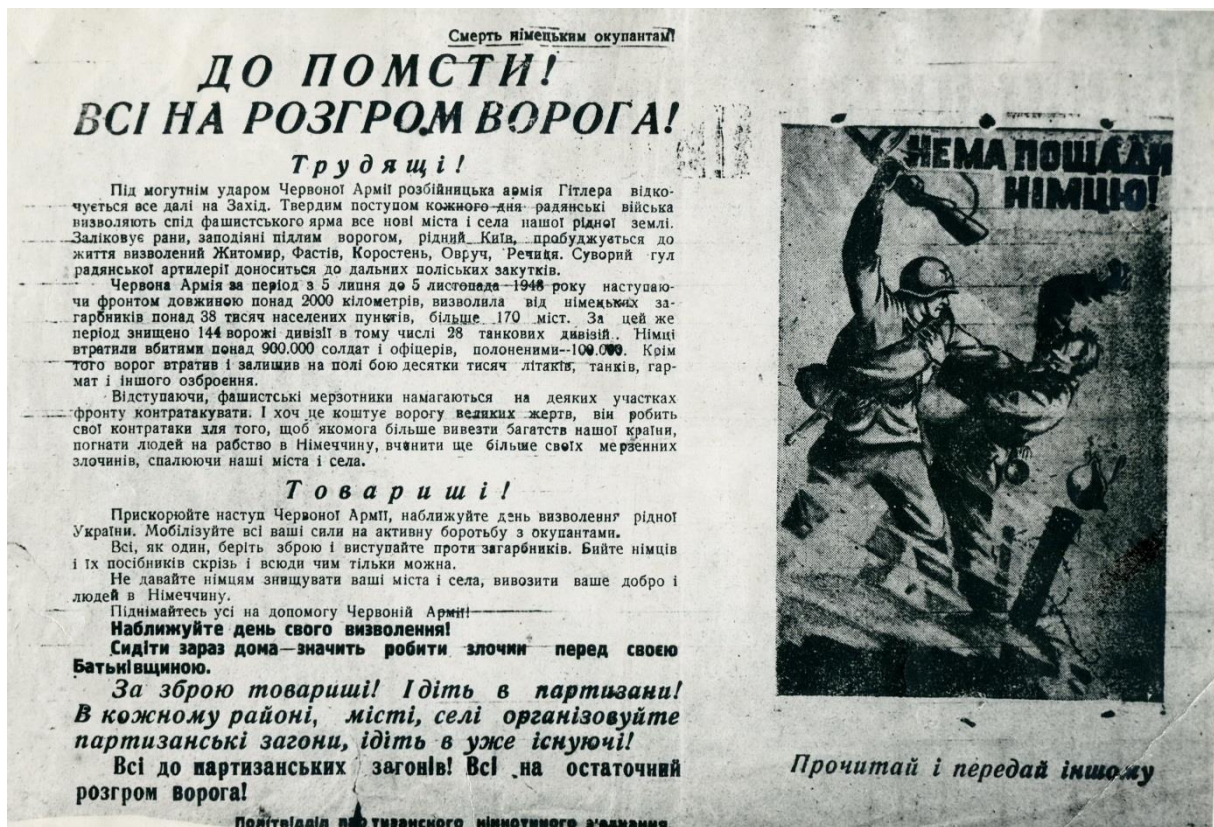 Смерть німецьким окупантам!
ДО ПОМСТИ!
ВСІ НА РОЗГРОМ ВОРОГА!
Трудящі!
Під могутнім ударом Червоної Армії розбійницька армія Гітлера відко-
чується все далі на Захід. Твердим поступом кожного дня радянські війська
визволяють спід фашистського ярма все нові міста і села нашої рідної землі.
Заліковує рани, заподіяні підлим ворогом, рідний Київ, пробуджується до
життя визволений Житомир, Фастів, Коростень, Овруч, Речиця. Суворий гул
радянської артилерії доноситься до дальних поліських закутків.
Червона Армія за період з 5 липня до 5 листопада 1943 року наступаю-
чи фронтом довжиною понад 2000 кілометрів, визволила від німецьких за-
гарбників понад 38 тисяч населених пунктів, більше 170 міст. За цей же
період знищено 144 ворожі дивізії в тому числі 28 танкових дивізій. Німці
втратили вбитими понад 900.000 солдат і офіцерів, полоненими--100.000. Крім
того ворог втратив і залишив на полі бою десятки тисяч літаків, танків, гар-
мат і іншого озброєння.
Відступаючи, фашистські мерзотники намагаються на деяких участках
фронту контратакувати. І хоч це коштує ворогу великих жертв, він робить
свої контратаки для того, щоб якомога більше вивезти багатств нашої країни,
погнати людей на рабство в Німеччину, вчинити ще більше своїх мерзенних
злочинів, спалюючи наші міста і села.
Товариші!
Прискорюйте наступ Червоної Армії, наближуйте день визволення рідної
України. Мобілізуйте всі ваші сили на активну боротьбу з окупантами.
Всі, як один, беріть зброю і виступайте проти загарбників. Бийте німців
і їх посібників скрізь і всюди чим тільки можна.
Не давайте німцям знищувати ваші міста і села, вивозити ваше добро і
людей в Німеччину.
Піднімайтесь усі на допомогу Червоній Армії!
Наближуйте день свого визволення!
Сидіти зараз дома—значить робити злочин перед своєю
Батьківщиною.
За зброю товариші! Ідіть в партизани!
В кожному районі, місті, селі організовуйте
партизанські загони, ідіть в уже існуючі!
Всі до партизанських загонів! Всі на остаточний
розгром ворога!
НЕМА ПОЩАДИ
НІМЦЮ!
Прочитай і передай іншому